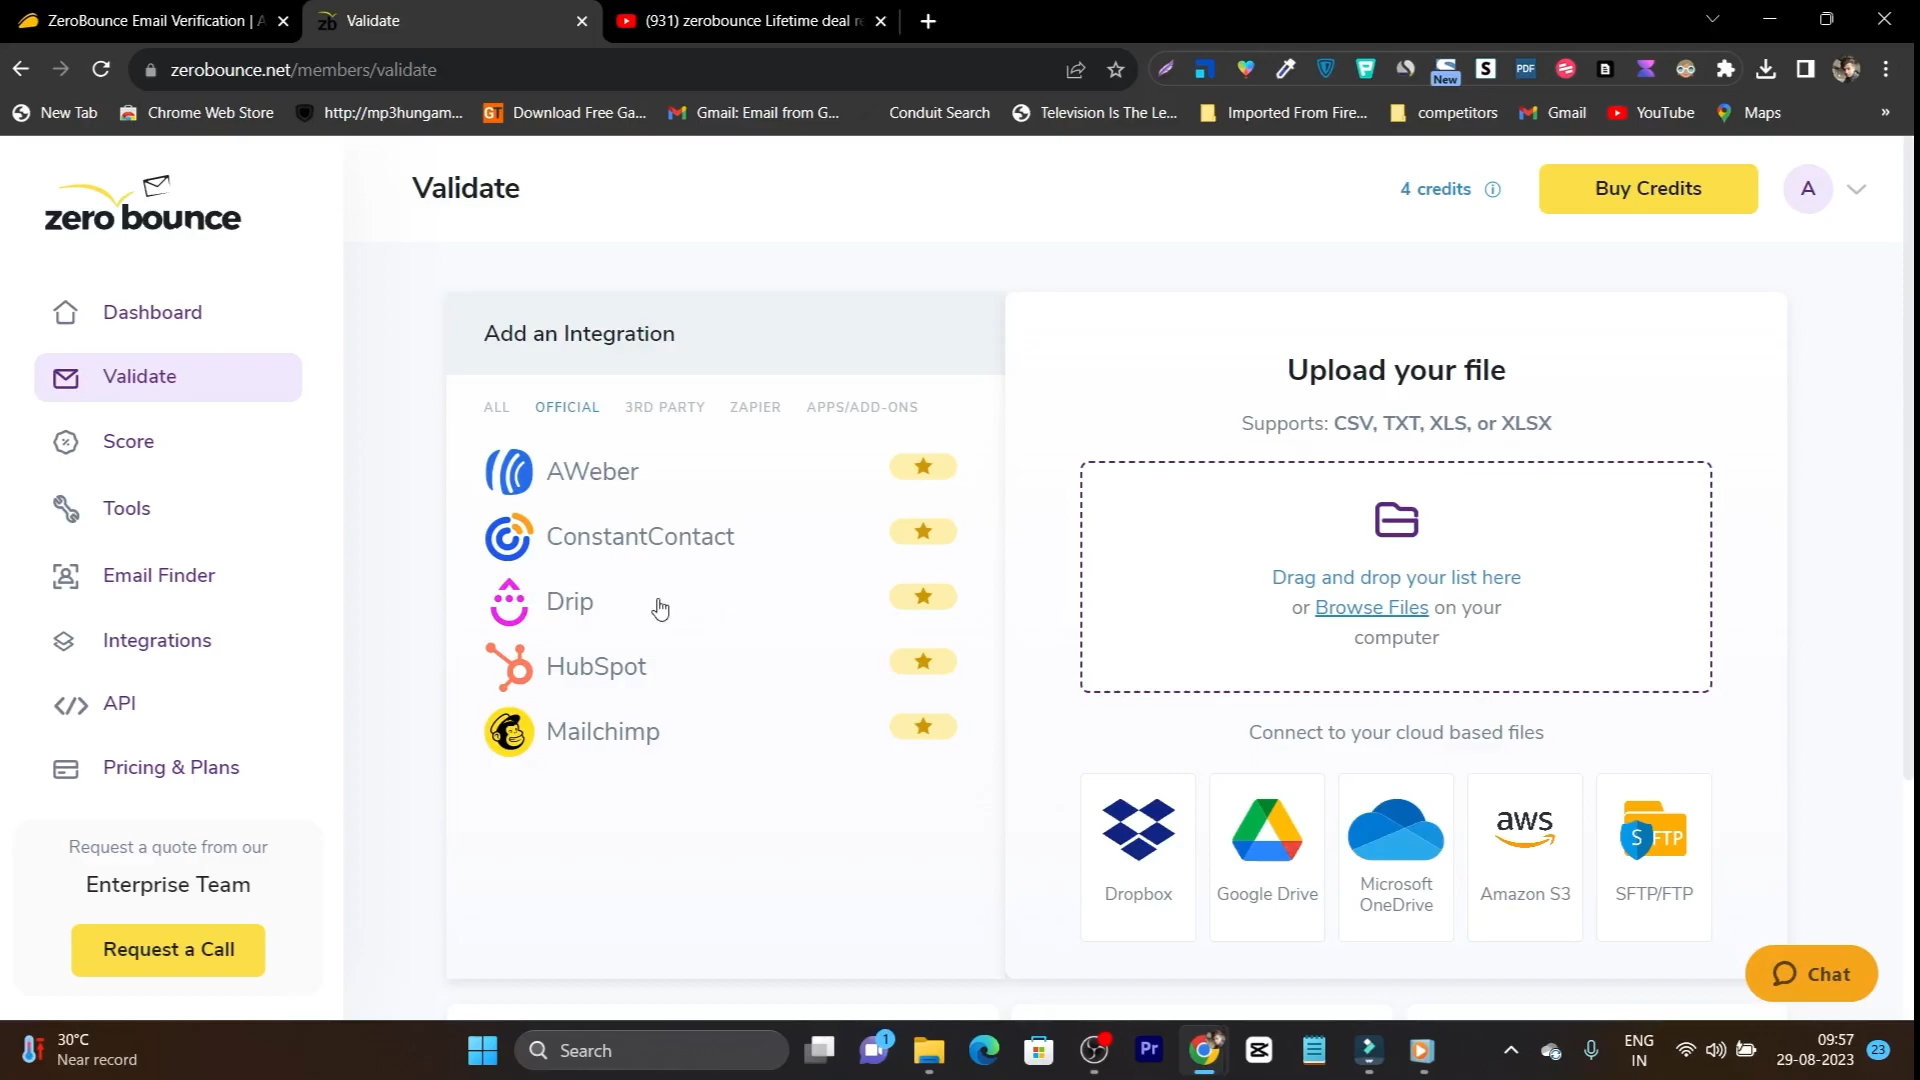 ZeroBounce Email Verification | A
Validate
(931) zerobounce Lifetime deal re
zerobounce.net/members/validate
New
PDF
New Tab
Chrome Web Store
http://mp3hungam...
Download Free Ga...
Gmail: Email from G...
Conduit Search
Television Is The Le...
Imported From Fire...
competitors
Gmail
YouTube
Maps
»
zero bounce
Validate
4 credits
Buy Credits
A
Dashboard
Validate
Score
Tools
Email Finder
Integrations
API
Pricing & Plans
Request a quote from our
Enterprise Team
Request a Call
Add an Integration
ALL OFFICIAL 3RD PARTY ZAPIER APPS/ADD-ONS
AWeber
ConstantContact
Drip
HubSpot
Mailchimp
Upload your file
Supports: CSV, TXT, XLS, or XLSX
Drag and drop your list here
or Browse Files on your
computer
Connect to your cloud based files
Dropbox
Google Drive
Microsoft
OneDrive
aws
Amazon S3
SFTP
SFTP/FTP
Chat
30°C
Near record
Search
1
Pr
ENG
IN
09:57
29-08-2023
23